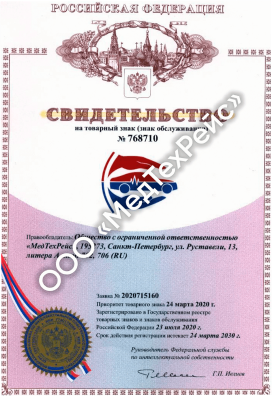 РОССИЙСКАЯ ФЕДЕРАЦИЯ
СВИДЕТЕЛЬСТВО
на товарный знак (знак обслуживания)
№ 768710
Правообладатель: Общество с ограниченной ответственностью
«МедТехРейс», Санкт-Петербург, ул. Руставели, 13,
литера А, 706 (RU)
Заявка № 2020715160
Приоритет товарного знака 24 марта 2020 г.
Зарегистрировано в Государственном реестре
товарных знаков и знаков обслуживания
Российской Федерации 23 июля 2020 г.
Срок действия регистрации истекает 24 марта 2030 г.
Руководитель Федеральной службы
по интеллектуальной собственности
Г.П. Ивлиев
ООО «МедТехРейс»